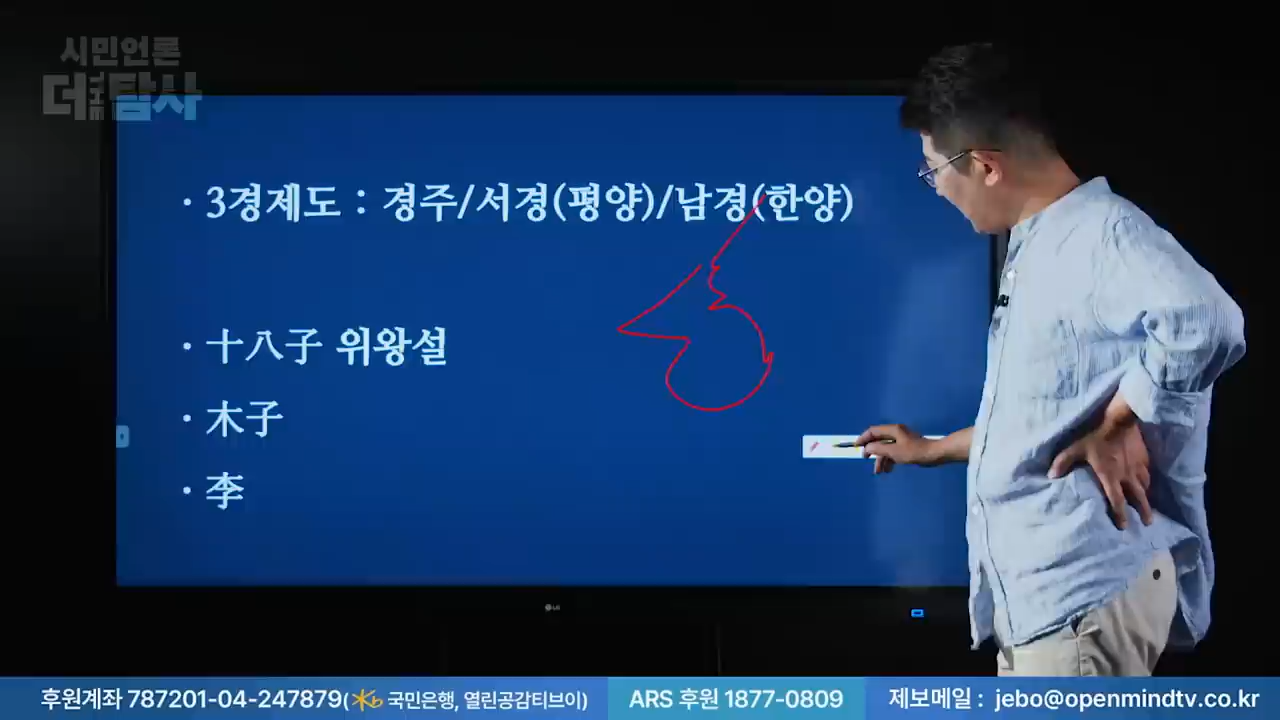 시민언론
더탐사
· 3경제도 : 경주/서경(평양)/남경(한양)
· 十八子 위왕설
· 木子
· 李
LG
후원계좌 787201-04-247879( 국민은행, 열린공감티브이)
ARS 후원 1877-0809
제보메일 : jebo@openmindtv.co.kr